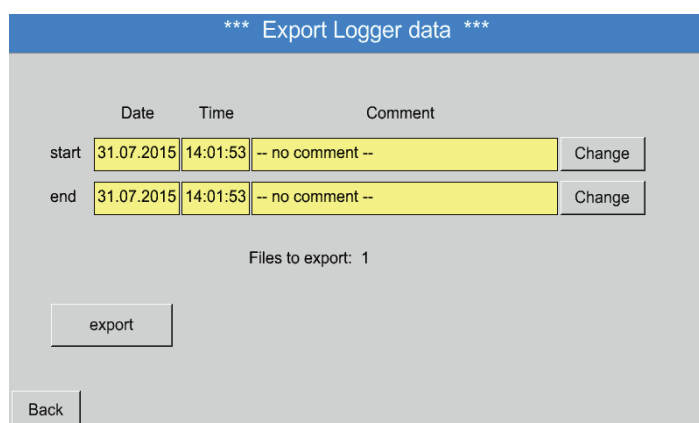 *** Export Logger data ***
Date Time Comment
start 31.07.2015 14:01:53 -- no comment -- Change
end 31.07.2015 14:01:53 -- no comment -- Change
Files to export: 1
export
Back